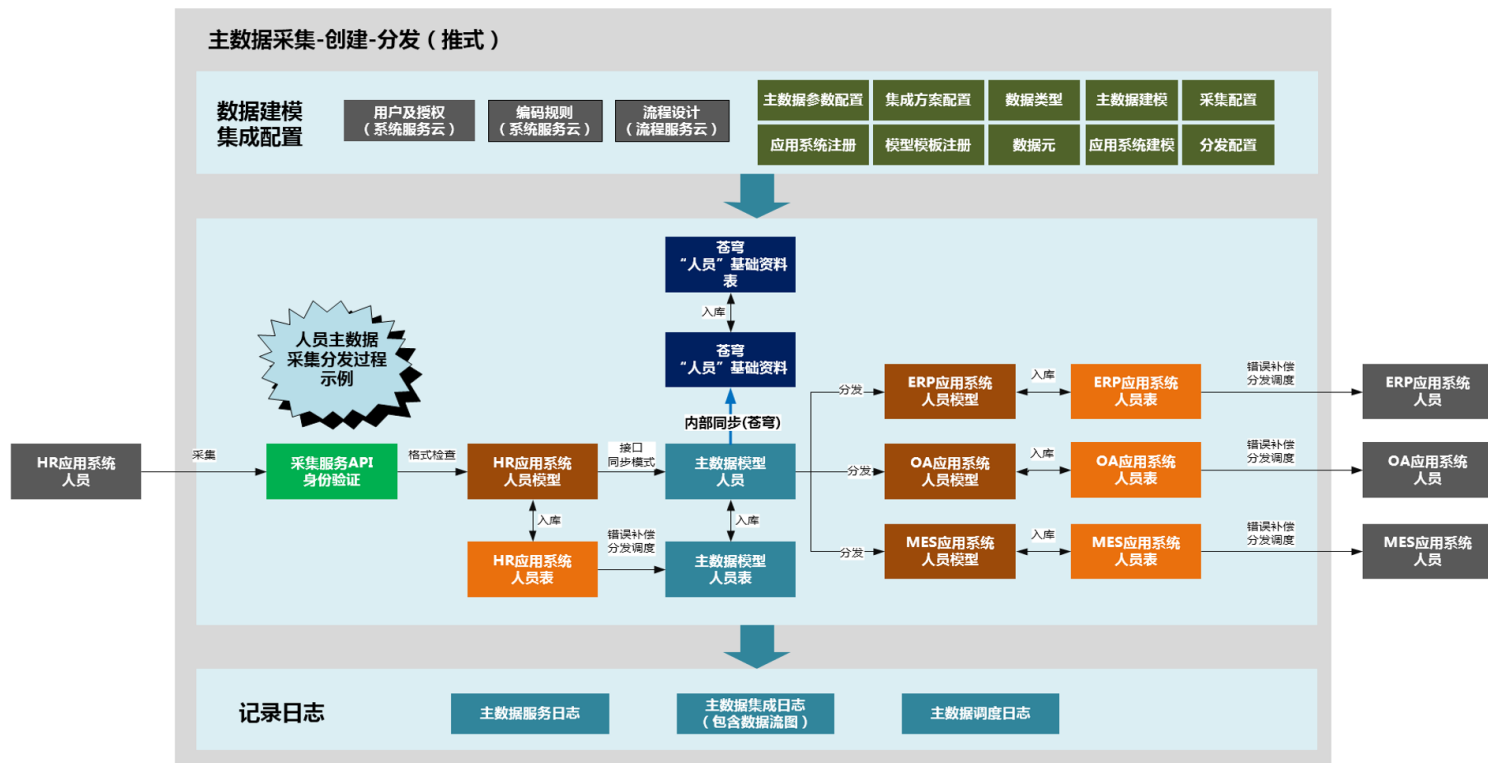 主数据采集-创建-分发（推式）
数据建模
集成配置
用户及授权
（系统服务云）
编码规则
（系统服务云）
流程设计
（流程服务云）
主数据参数配置
集成方案配置
数据类型
主数据建模
采集配置
应用系统注册
模型模板注册
数据元
应用系统建模
分发配置
苍穹
“人员”基础资料
表
入库
苍穹
“人员”基础资料
内部同步(苍穹)
人员主数据
采集分发过程
示例
HR应用系统
人员
采集
采集服务API
身份验证
格式检查
HR应用系统
人员模型
接口
同步模式
主数据模型
人员
入库
入库
HR应用系统
人员表
错误补偿
分发调度
主数据模型
人员表
分发
ERP应用系统
人员模型
入库
ERP应用系统
人员表
错误补偿
分发调度
ERP应用系统
人员
分发
OA应用系统
人员模型
入库
OA应用系统
人员表
错误补偿
分发调度
OA应用系统
人员
分发
MES应用系统
人员模型
入库
MES应用系统
人员表
错误补偿
分发调度
MES应用系统
人员
记录日志
主数据服务日志
主数据集成日志
（包含数据流图）
主数据调度日志